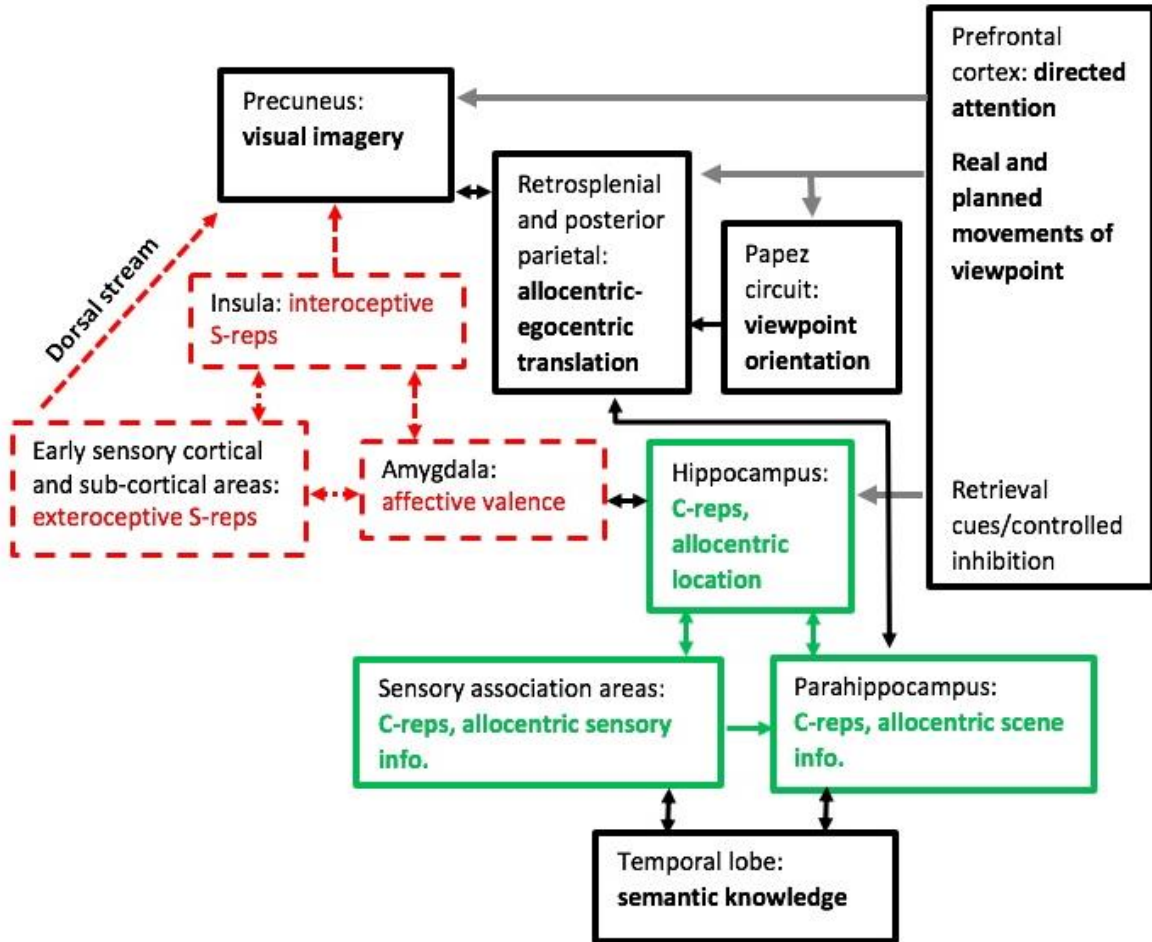 Prefrontal
cortex: directed
attention
Real and
planned
movements of
viewpoint
Retrieval
cues/controlled
inhibition
Precuneus:
visual imagery
Retrosplenial
and posterior
parietal:
allocentric-
egocentric
translation
Papez
circuit:
viewpoint
orientation
Dorsal stream
Insula: interoceptive
S-reps
Early sensory cortical
and sub-cortical areas:
exteroceptive S-reps
Amygdala:
affective valence
Hippocampus:
C-reps,
allocentric
location
Sensory association areas:
C-reps, allocentric sensory
info.
Parahippocampus:
C-reps, allocentric scene
info.
Temporal lobe:
semantic knowledge